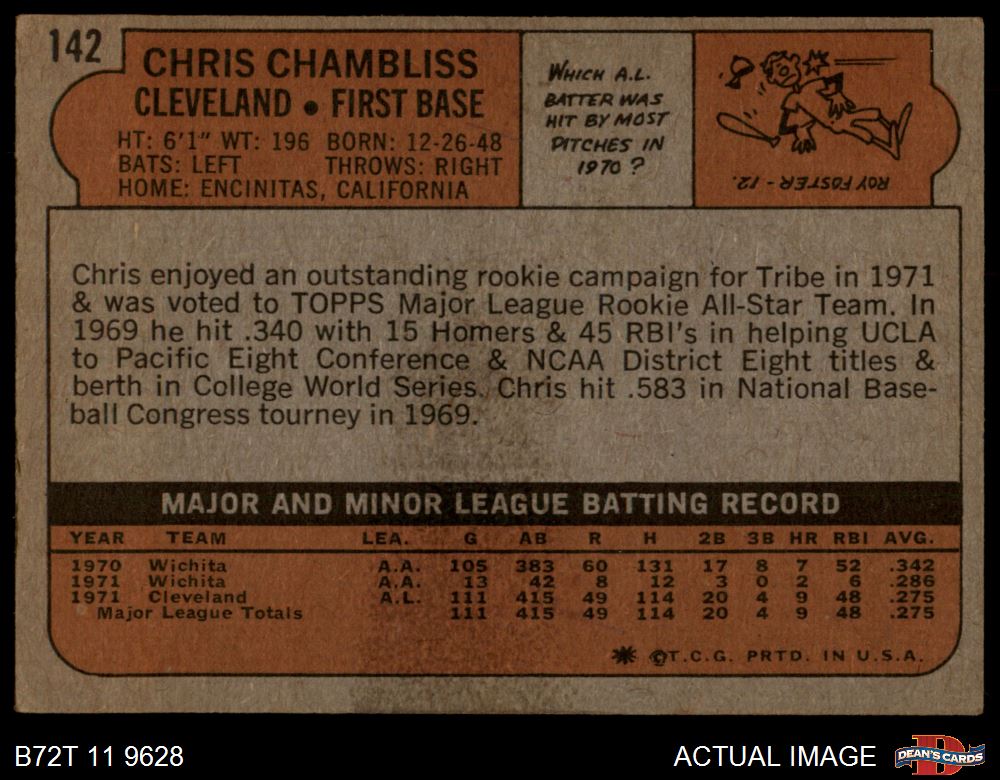 142
CHRIS CHAMBLISS
CLEVELAND • FIRST BASE
HT: 6'1" WT: 196 BORN: 12-26-48
BATS: LEFT THROWS: RIGHT
HOME: ENCINITAS, CALIFORNIA
WHICH A.L.
BATTER WAS
HIT BY MOST
PITCHES IN
1970?
ROY FOSTER - 12.
Chris enjoyed an outstanding rookie campaign for Tribe in 1971
& was voted to TOPPS Major League Rookie All-Star Team. In
1969 he hit .340 with 15 Homers & 45 RBI's in helping UCLA
to Pacific Eight Conference & NCAA District Eight titles &
berth in College World Series. Chris hit .583 in National Base-
ball Congress tourney in 1969.
MAJOR AND MINOR LEAGUE BATTING RECORD
YEAR TEAM LEA. G AB R H 2B 3B HR RBI AVG.
1970 Wichita A.A. 105 383 60 131 17 8 7 52 .342
1971 Wichita A.A. 13 42 8 12 3 0 2 6 .286
1971 Cleveland A.L. 111 415 49 114 20 4 9 48 .275
Major League Totals 111 415 49 114 20 4 9 48 .275
✱ ©T.C.G. PRTD. IN U.S.A.
B72T 11 9628
ACTUAL IMAGE
D
DEAN'S CARDS